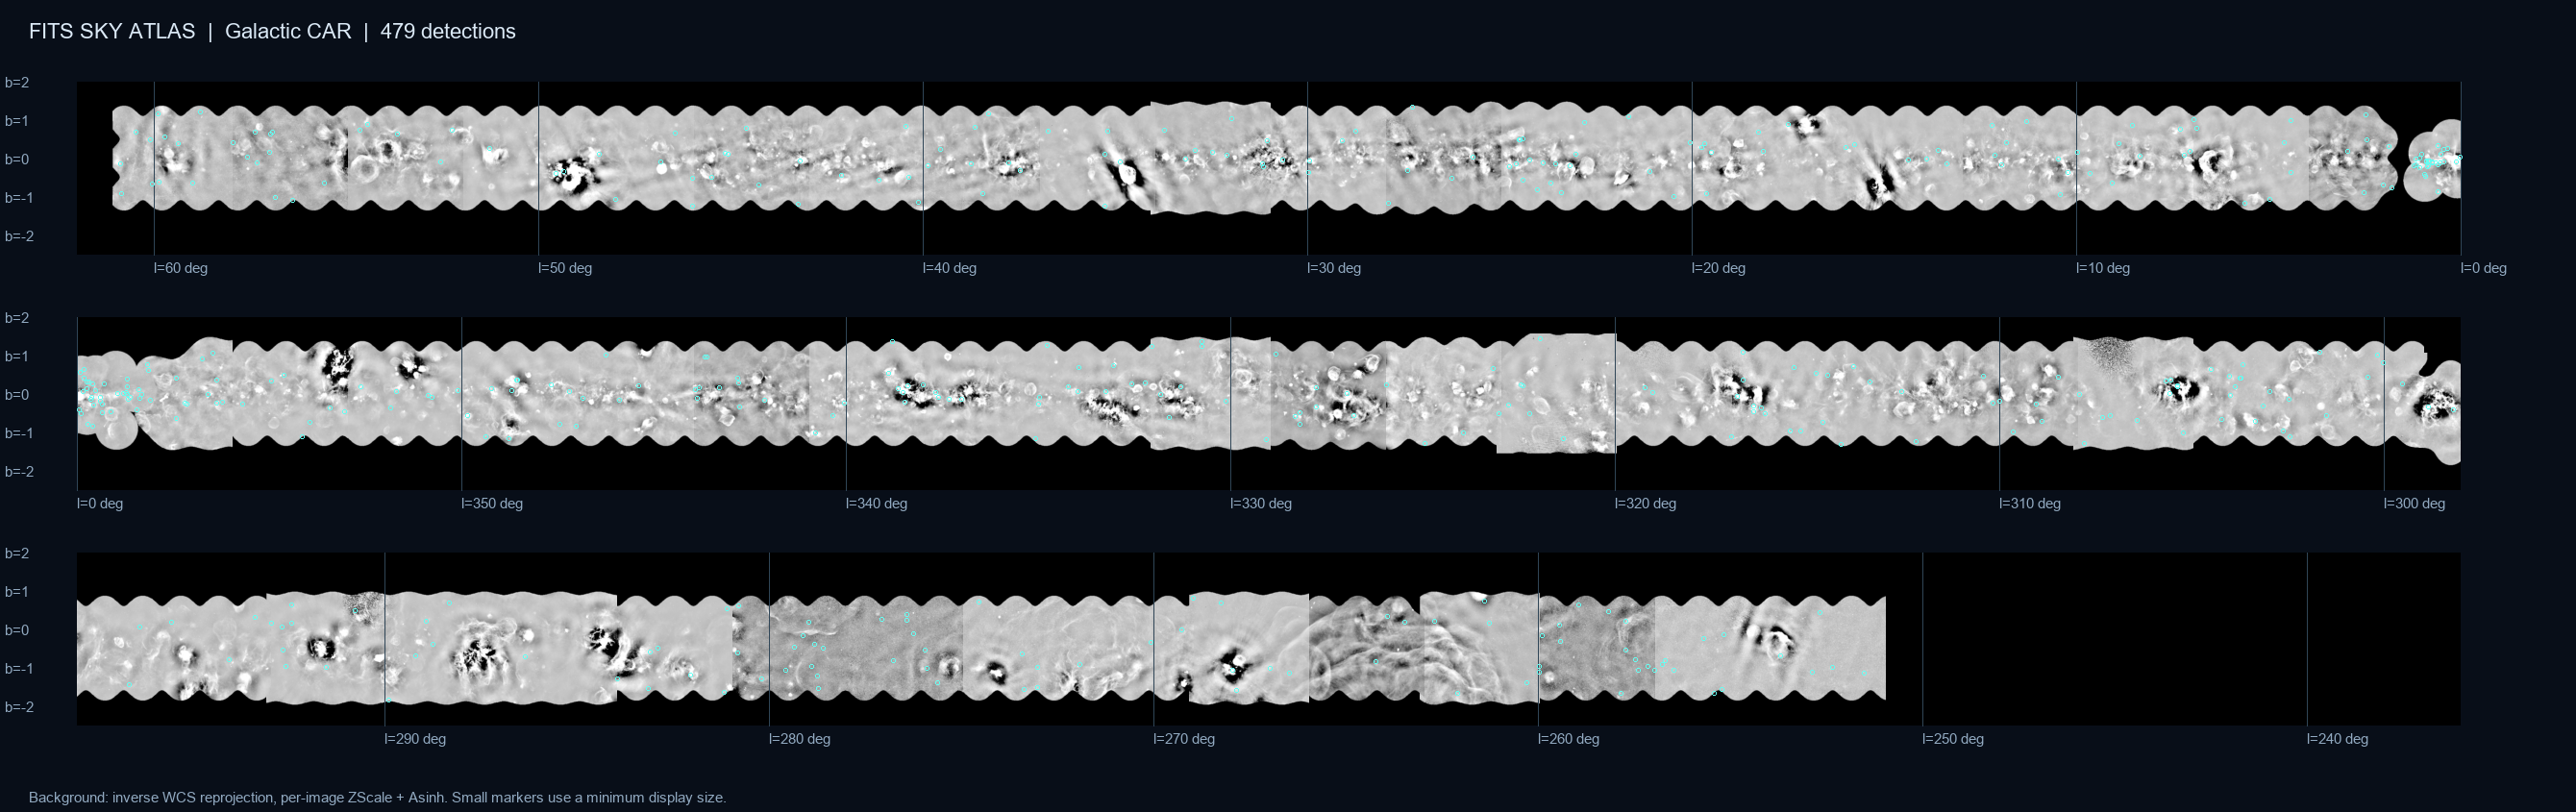 FITS SKY ATLAS | Galactic CAR | 479 detections
b=2
b=1
b=0
b=-1
b=-2
l=60 deg l=50 deg l=40 deg l=30 deg l=20 deg l=10 deg l=0 deg
b=2
b=1
b=0
b=-1
b=-2
l=0 deg l=350 deg l=340 deg l=330 deg l=320 deg l=310 deg l=300 deg
b=2
b=1
b=0
b=-1
b=-2
l=290 deg l=280 deg l=270 deg l=260 deg l=250 deg l=240 deg
Background: inverse WCS reprojection, per-image ZScale + Asinh. Small markers use a minimum display size.